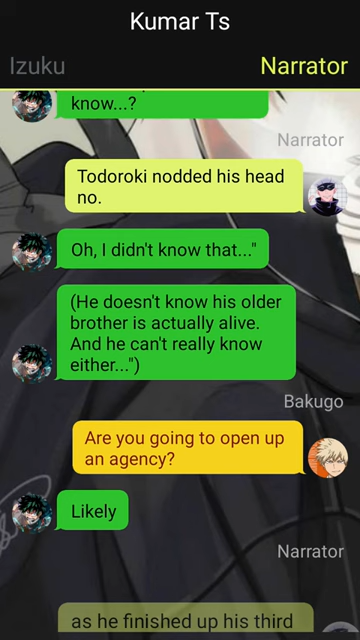 Kumar Ts
Izuku
Narrator
know...?
Narrator
Todoroki nodded his head
no.
Oh, I didn't know that..."
(He doesn't know his older
brother is actually alive.
And he can't really know
either...")
Bakugo
Are you going to open up
an agency?
Likely
Narrator
as he finished up his third